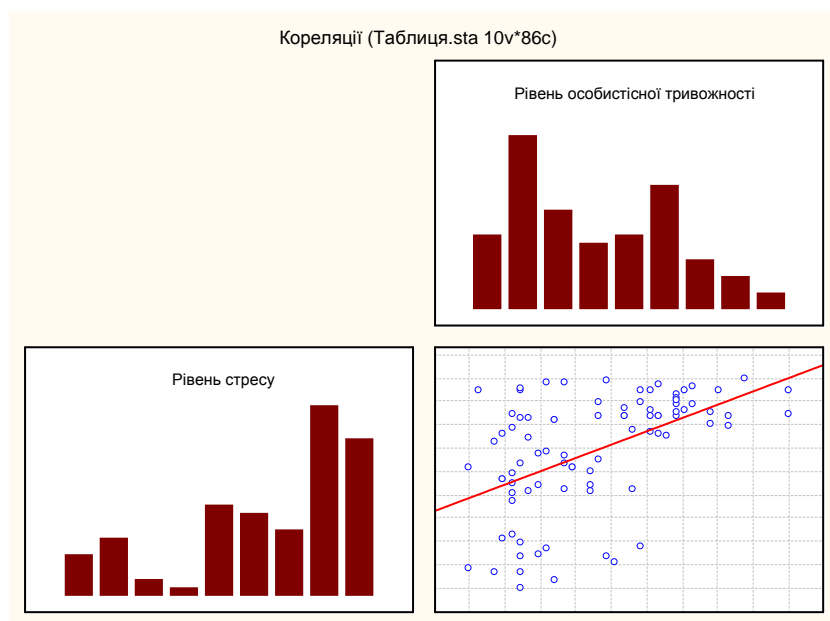 Кореляції (Таблиця.sta 10v*86c)
Рівень особистісної тривожності
Рівень стресу